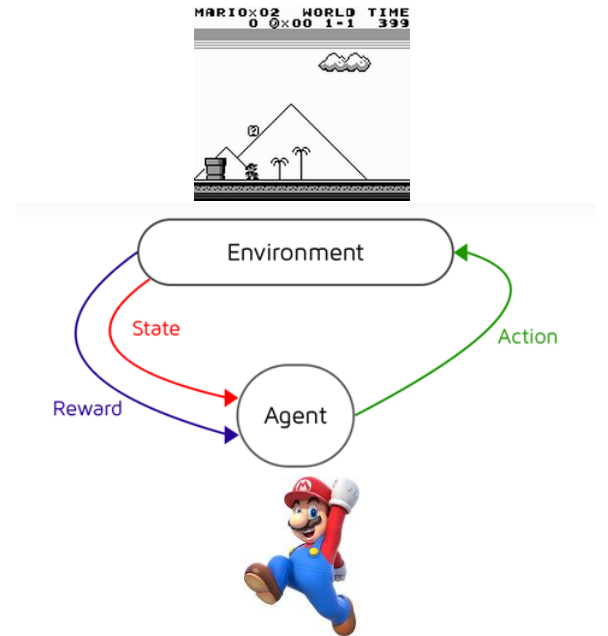 MARIO×02 WORLD TIME
0 ×00 1-1 399
?
Environment
State
Action
Reward
Agent
M